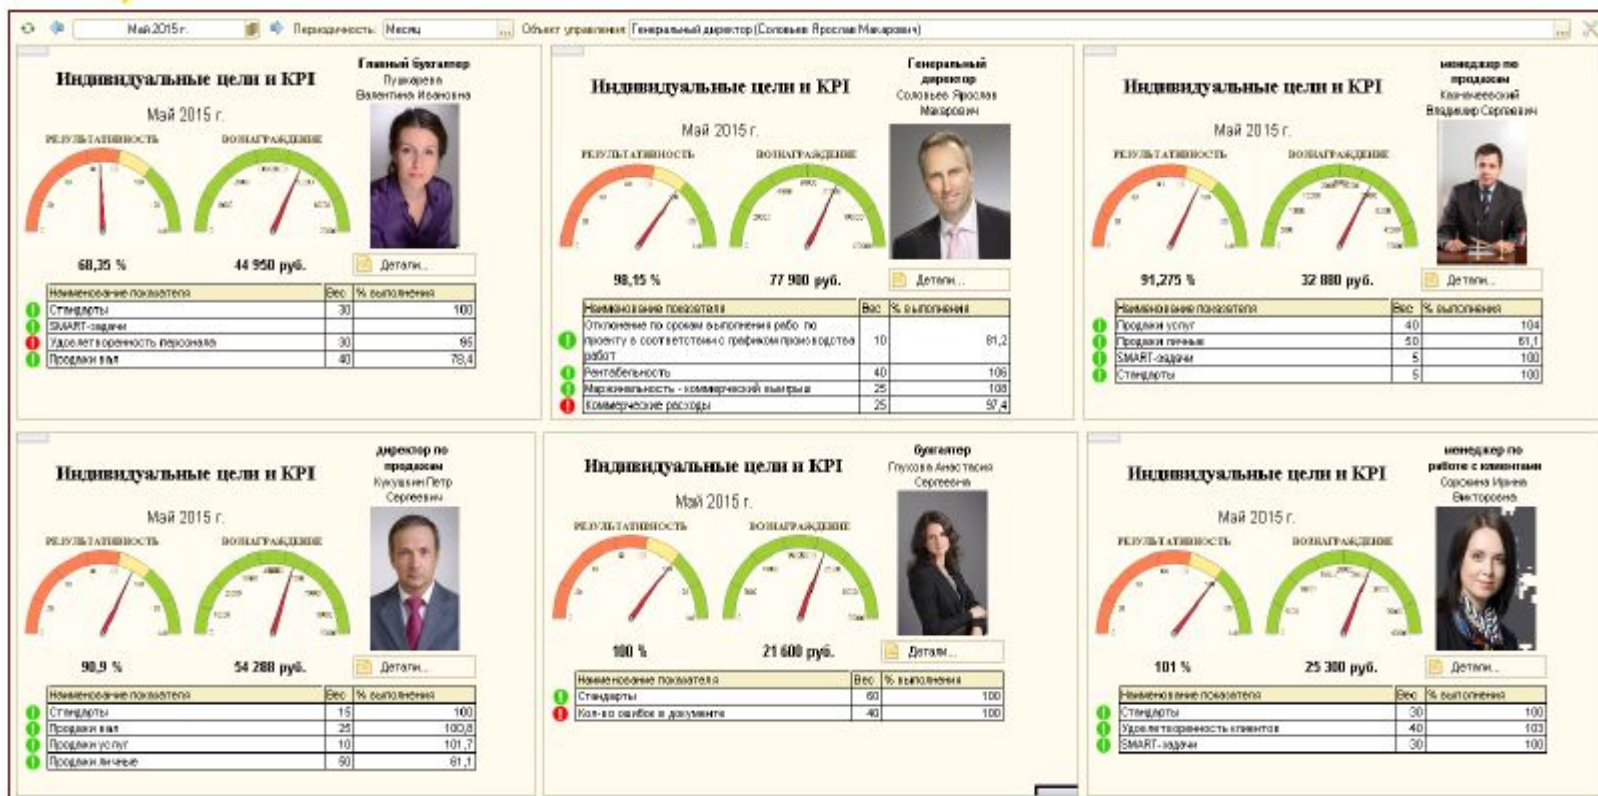 Май 2015 г. Периодичность: Месяц ... Объект управления: Генеральный директор (Соловьев Ярослав Макарович) ...
Индивидуальные цели и KPI
Главный бухгалтер
Пушкарева
Валентина Ивановна
Май 2015 г.
РЕЗУЛЬТАТИВНОСТЬ ВОЗНАГРАЖДЕНИЕ
68,35 % 44 950 руб. Детали...
Наименование показателя Вес % выполнения
Стандарты 30 100
SMART-задачи
Удовлетворенность персонала 30 95
Продажи вал 40 78,4
Индивидуальные цели и KPI
Генеральный
директор
Соловьев Ярослав
Макарович
Май 2015 г.
РЕЗУЛЬТАТИВНОСТЬ ВОЗНАГРАЖДЕНИЕ
98,15 % 77 900 руб. Детали...
Наименование показателя Вес % выполнения
Отклонение по срокам выполнения рабо по
проекту в соответствии с графиком производства
работ 10 81,2
Рентабельность 40 106
Маржинальность - коммерческий выигрыш 25 108
Коммерческие расходы 25 97,4
Индивидуальные цели и KPI
менеджер по
продажам
Казначеевский
Владимир Сергеевич
Май 2015 г.
РЕЗУЛЬТАТИВНОСТЬ ВОЗНАГРАЖДЕНИЕ
91,275 % 32 880 руб. Детали...
Наименование показателя Вес % выполнения
Продажи услуг 40 104
Продажи личные 50 81,1
SMART-задачи 5 100
Стандарты 5 100
Индивидуальные цели и KPI
директор по
продажам
Кукушкин Петр
Сергеевич
Май 2015 г.
РЕЗУЛЬТАТИВНОСТЬ ВОЗНАГРАЖДЕНИЕ
90,9 % 54 288 руб. Детали...
Наименование показателя Вес % выполнения
Стандарты 15 100
Продажи вал 25 100,8
Продажи услуг 10 101,7
Продажи личные 50 81,1
Индивидуальные цели и KPI
бухгалтер
Глухова Анастасия
Сергеевна
Май 2015 г.
РЕЗУЛЬТАТИВНОСТЬ ВОЗНАГРАЖДЕНИЕ
100 % 21 600 руб. Детали...
Наименование показателя Вес % выполнения
Стандарты 60 100
Кол-во ошибок в документе 40 100
Индивидуальные цели и KPI
менеджер по
работе с клиентами
Сорокина Ирина
Викторовна
Май 2015 г.
РЕЗУЛЬТАТИВНОСТЬ ВОЗНАГРАЖДЕНИЕ
101 % 25 300 руб. Детали...
Наименование показателя Вес % выполнения
Стандарты 30 100
Удовлетворенность клиентов 40 103
SMART-задачи 30 100